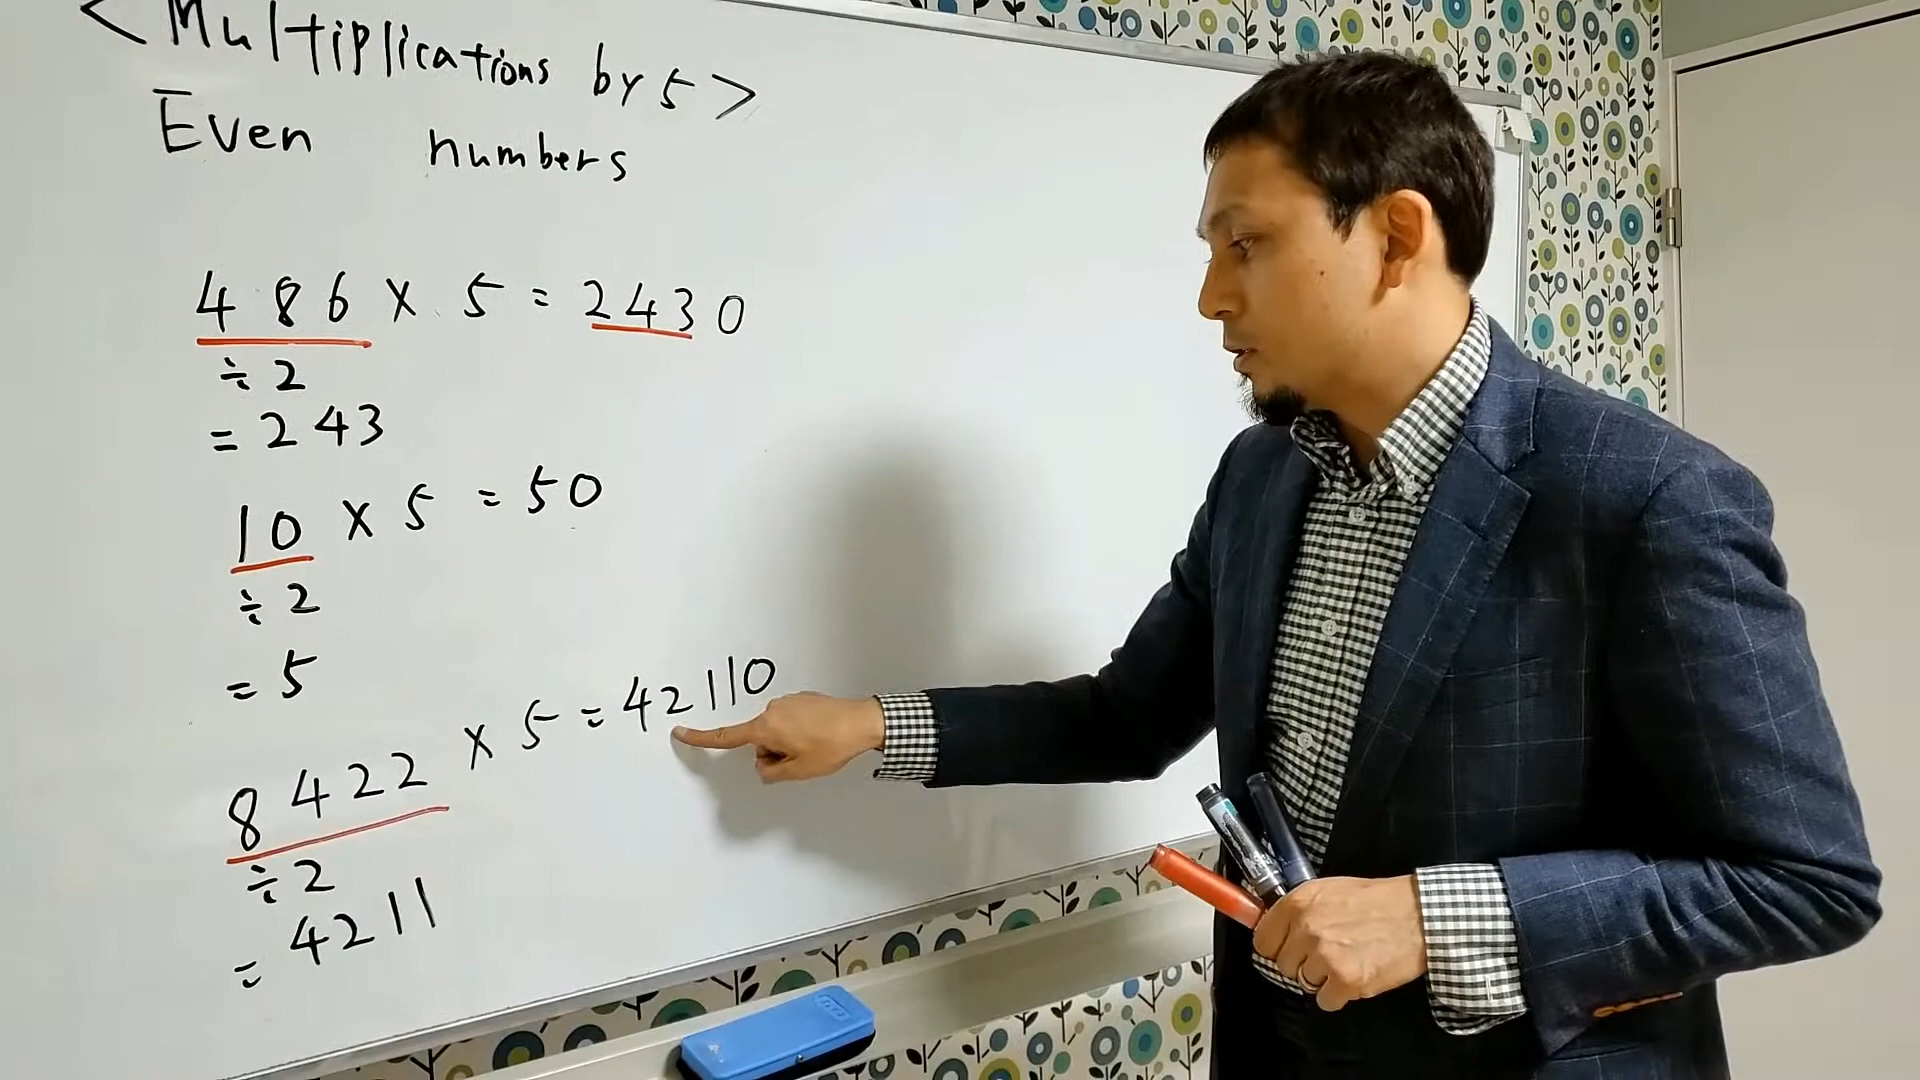 <Multiplications by 5>
Even numbers
486 × 5 = 2430
÷ 2
= 243
10 × 5 = 50
÷ 2
= 5
8422 × 5 = 42110
÷ 2
= 4211